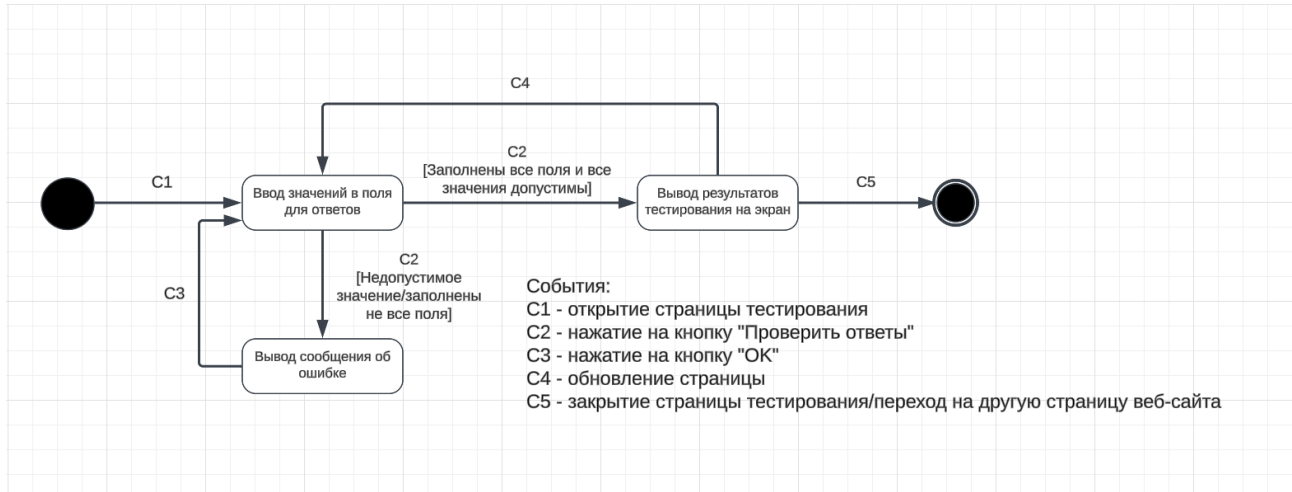 C4
C2
[Заполнены все поля и все
значения допустимы]
C1
C5
Ввод значений в поля
для ответов
Вывод результатов
тестирования на экран
C2
[Недопустимое
значение/заполнены
не все поля]
C3
Вывод сообщения об
ошибке
События:
C1 - открытие страницы тестирования
C2 - нажатие на кнопку "Проверить ответы"
C3 - нажатие на кнопку "OK"
C4 - обновление страницы
C5 - закрытие страницы тестирования/переход на другую страницу веб-сайта